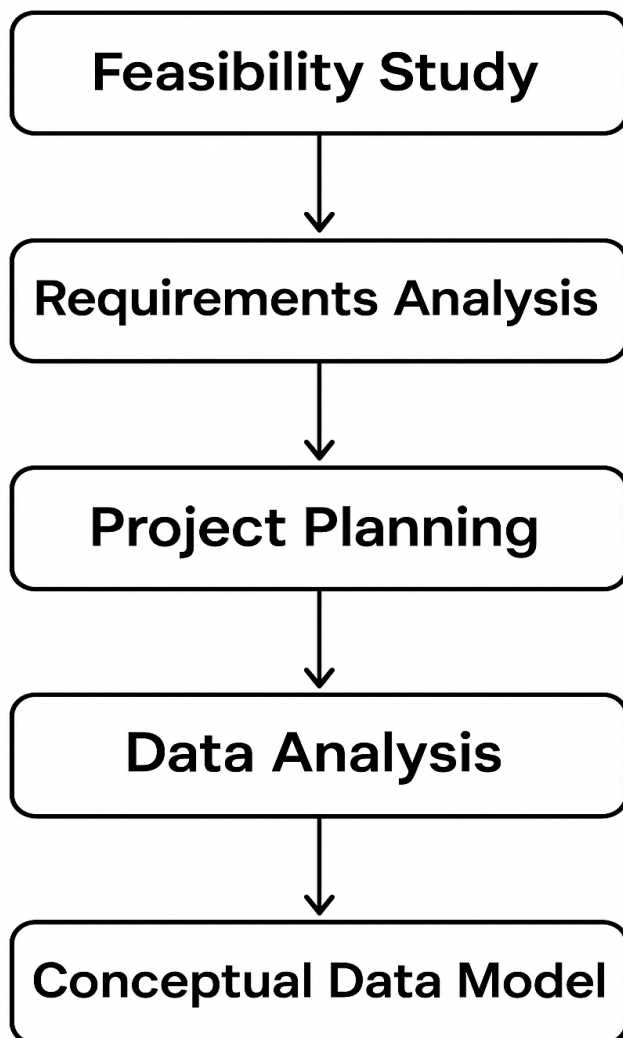 Feasibility Study
Requirements Analysis
Project Planning
Data Analysis
Conceptual Data Model